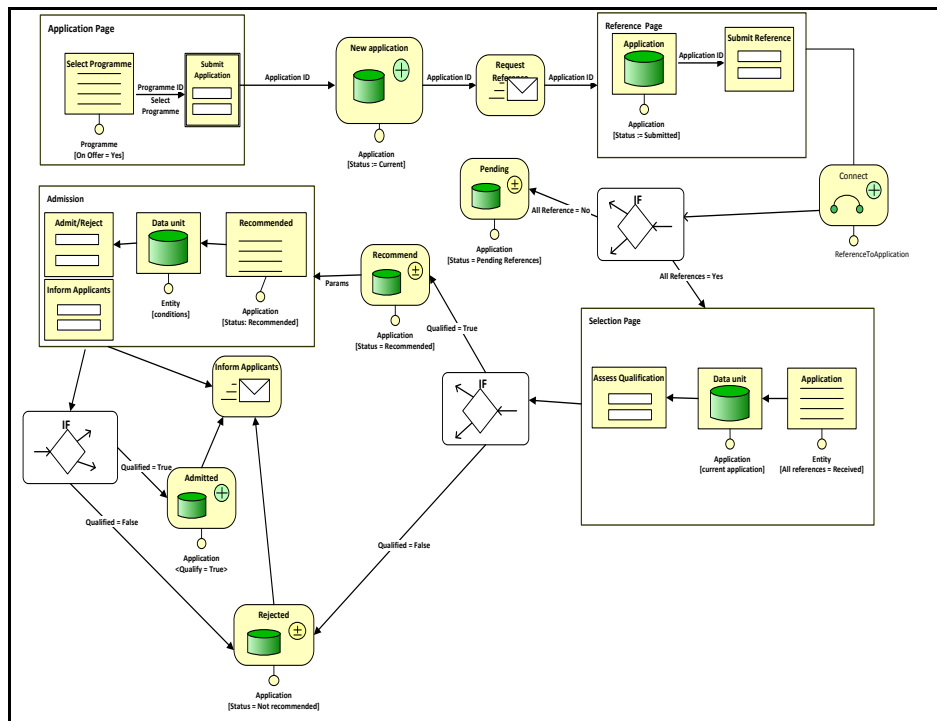 Application Page
Select Programme
Programme ID
Select
Programme
Submit
Application
Programme
[On Offer = Yes]
Application ID
New application
Application
[Status := Current]
Application ID
Request
Reference
Application ID
Reference Page
Application
Application ID
Submit Reference
Application
[Status := Submitted]
Connect
ReferenceToApplication
IF
All Reference = No
Pending
Application
[Status = Pending References]
All References = Yes
Selection Page
Assess Qualification
Data unit
Application
Application
[current application]
Entity
[All references = Received]
IF
Qualified = True
Qualified = False
Recommend
Application
[Status = Recommended]
Params
Admission
Admit/Reject
Data unit
Recommended
Inform Applicants
Entity
[conditions]
Application
[Status: Recommended]
Inform Applicants
IF
Qualified = True
Qualified = False
Admitted
Application
<Qualify = True>
Rejected
Application
[Status = Not recommended]